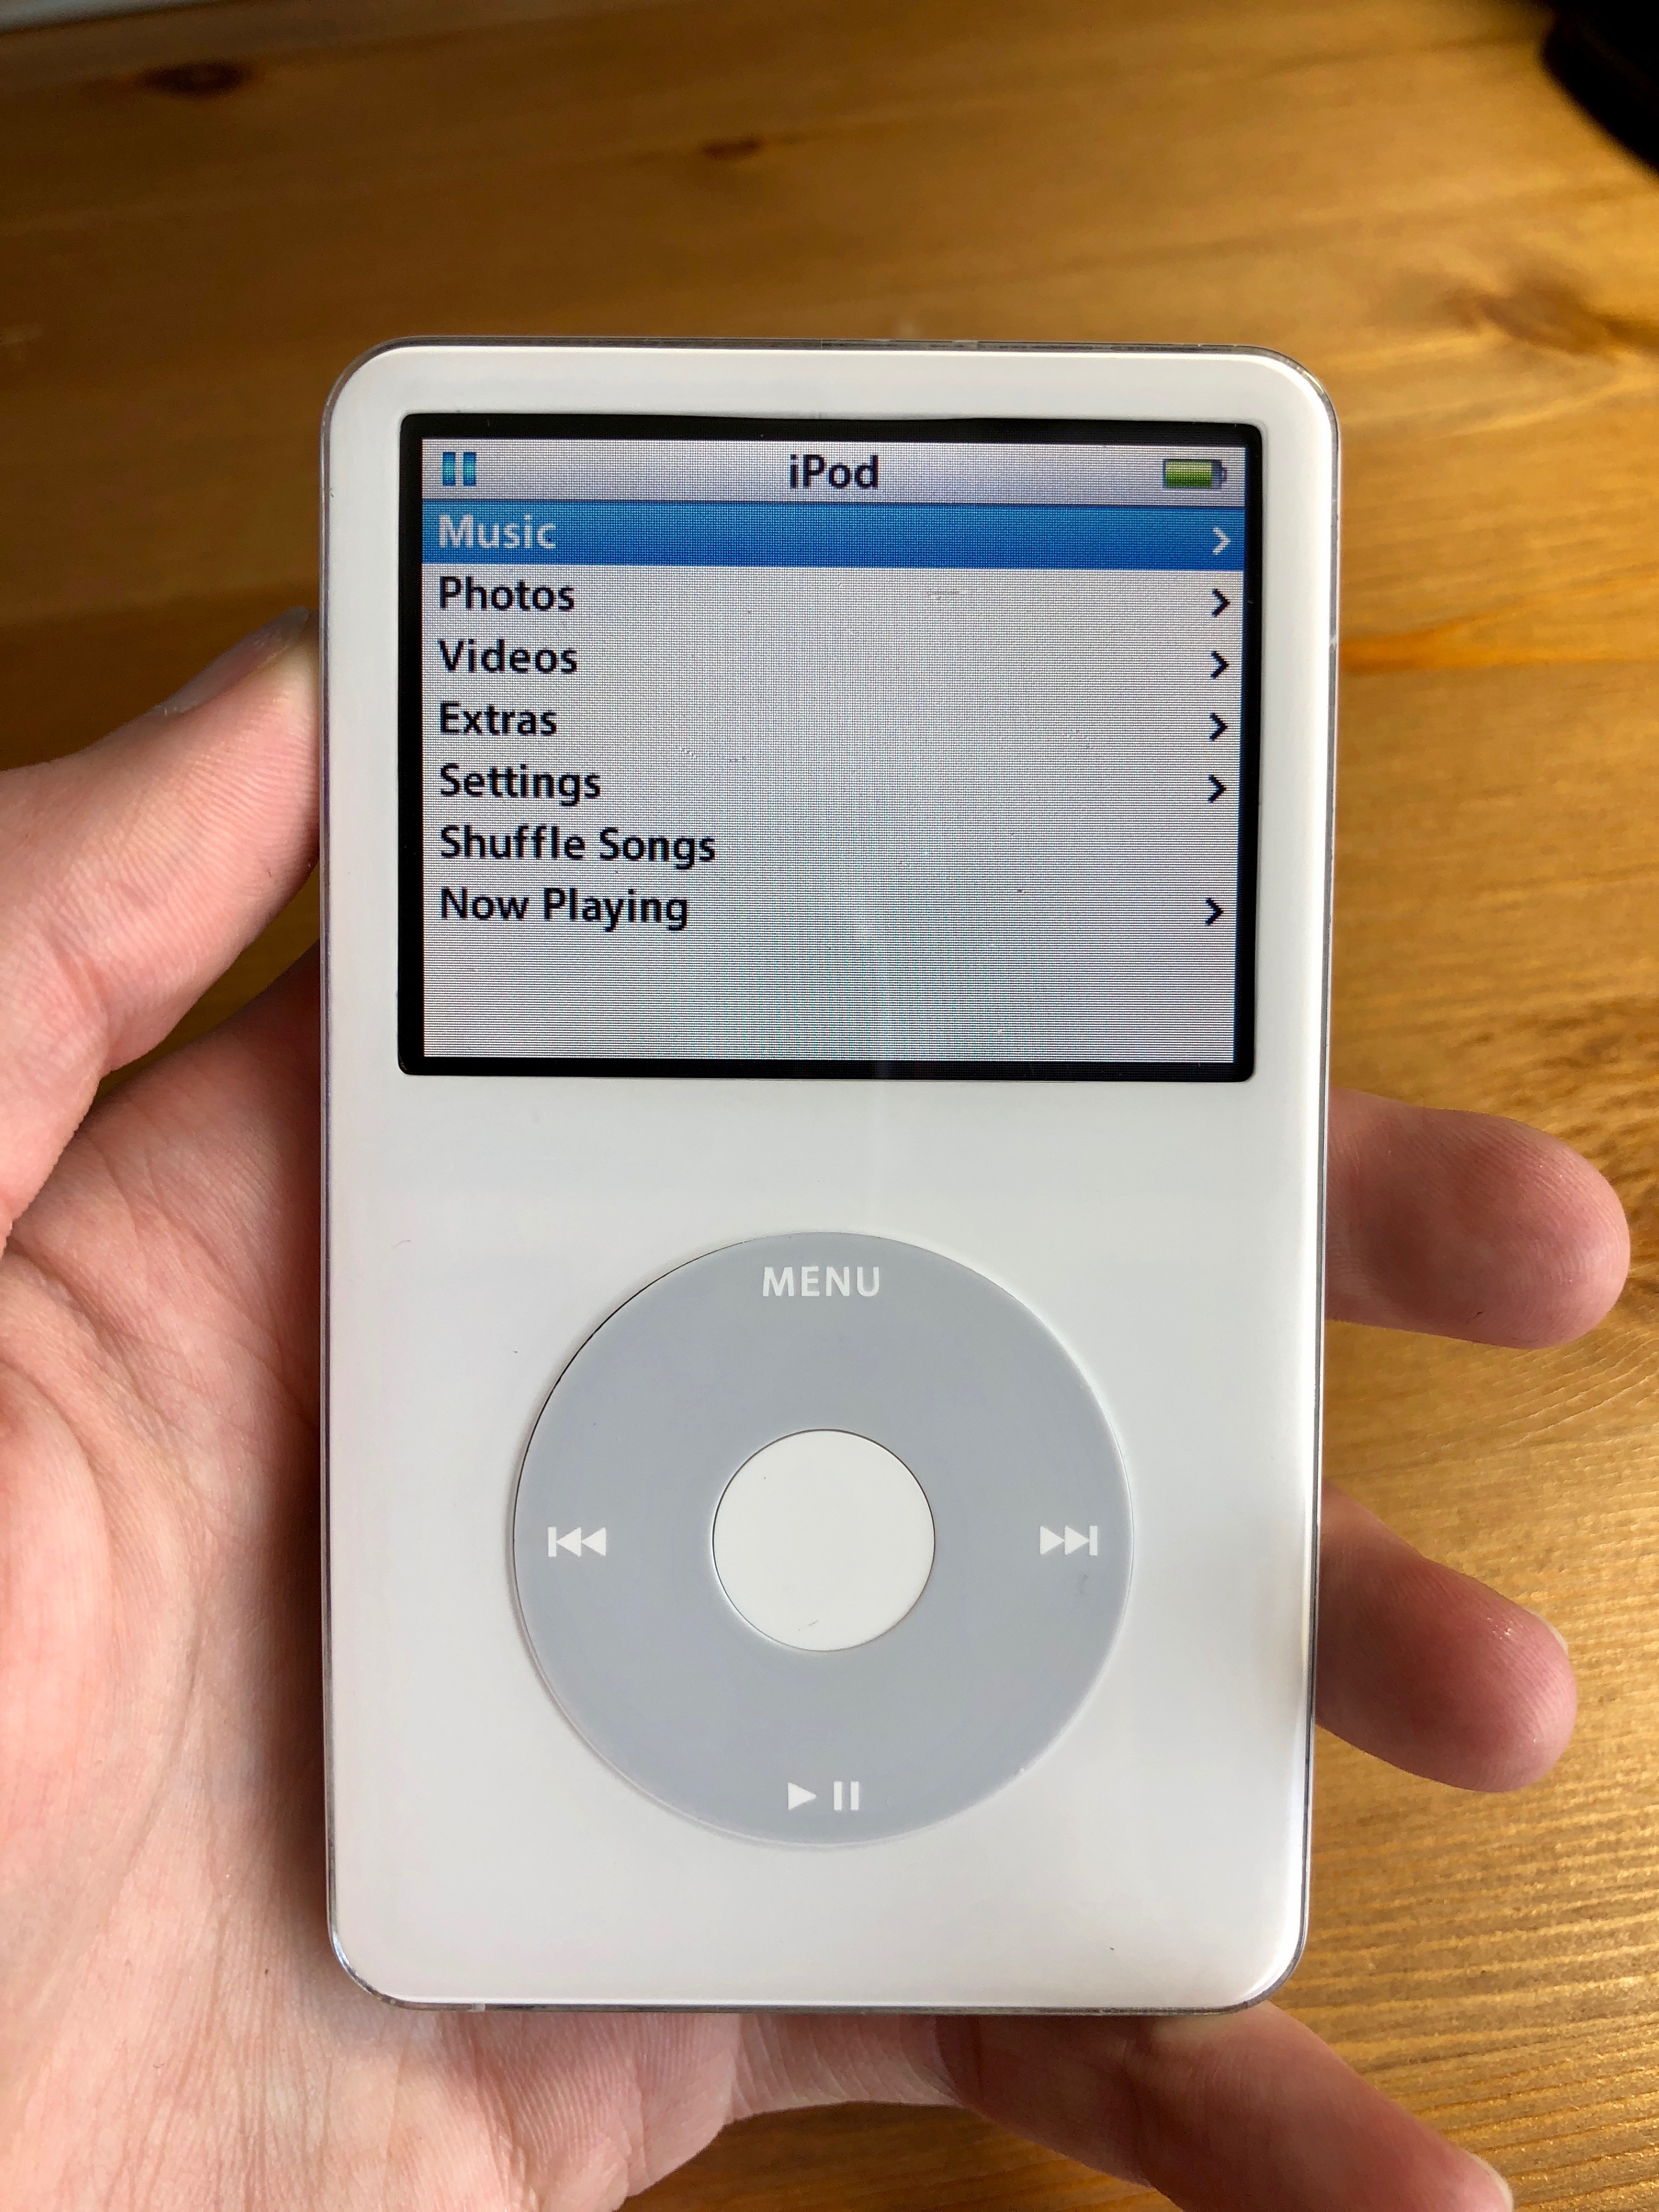 iPod
Music
Photos
Videos
Extras
Settings
Shuffle Songs
Now Playing
MENU